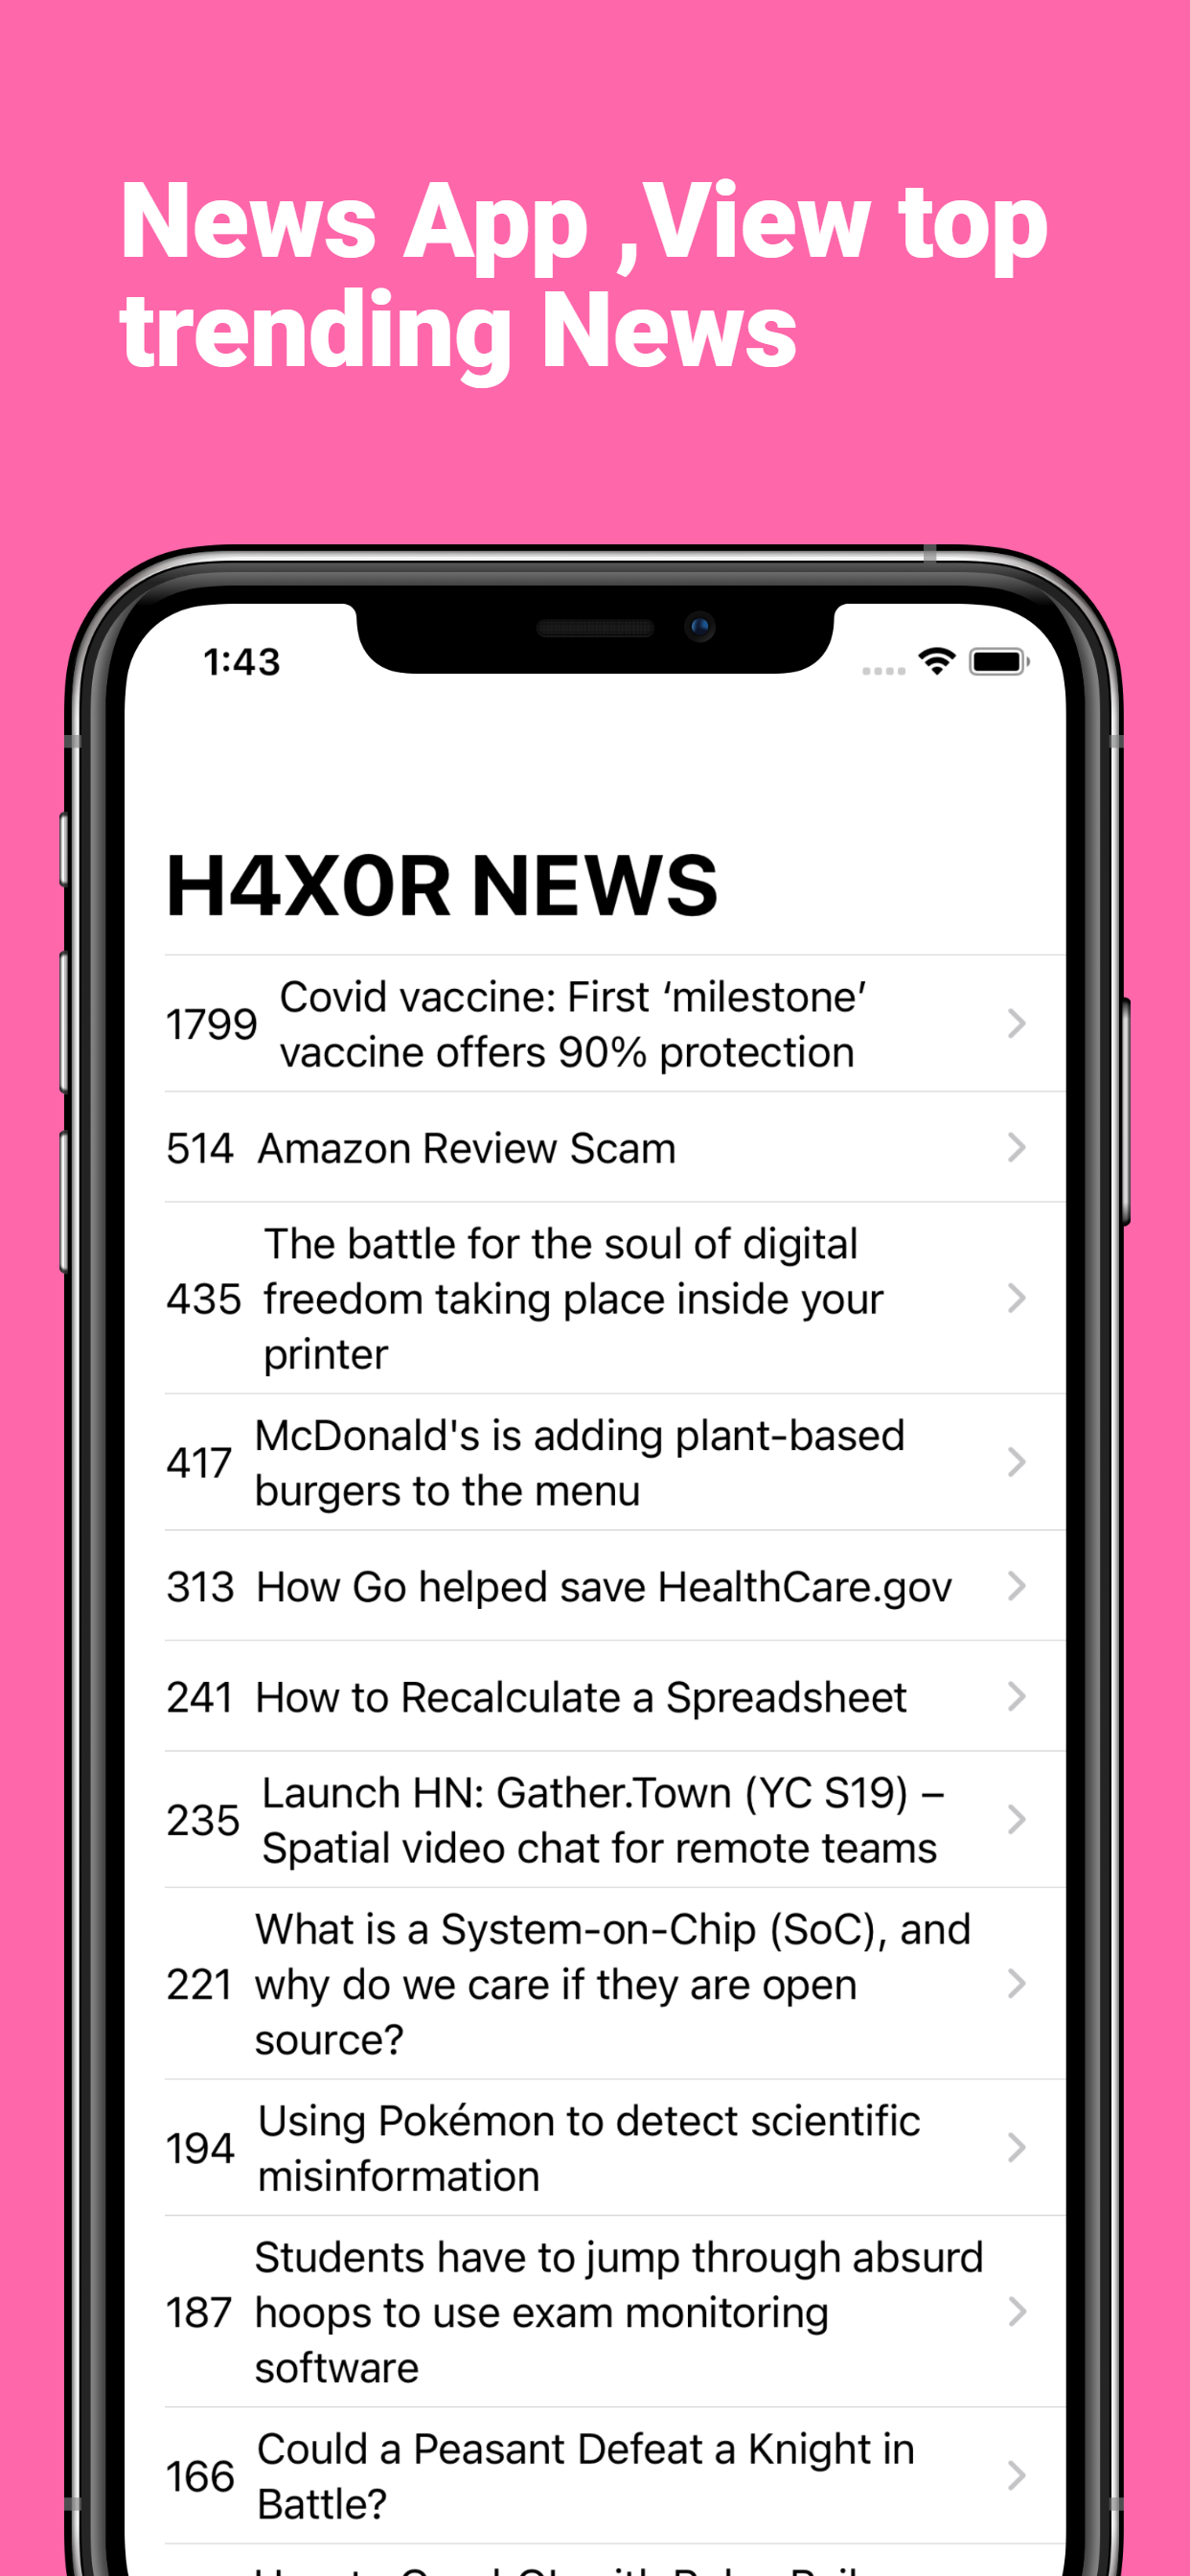 News App ,View top
trending News
1:43
H4X0R NEWS
1799 Covid vaccine: First ‘milestone’
vaccine offers 90% protection
514 Amazon Review Scam
The battle for the soul of digital
435 freedom taking place inside your
printer
417 McDonald's is adding plant-based
burgers to the menu
313 How Go helped save HealthCare.gov
241 How to Recalculate a Spreadsheet
235 Launch HN: Gather.Town (YC S19) –
Spatial video chat for remote teams
What is a System-on-Chip (SoC), and
221 why do we care if they are open
source?
194 Using Pokémon to detect scientific
misinformation
Students have to jump through absurd
187 hoops to use exam monitoring
software
166 Could a Peasant Defeat a Knight in
Battle?